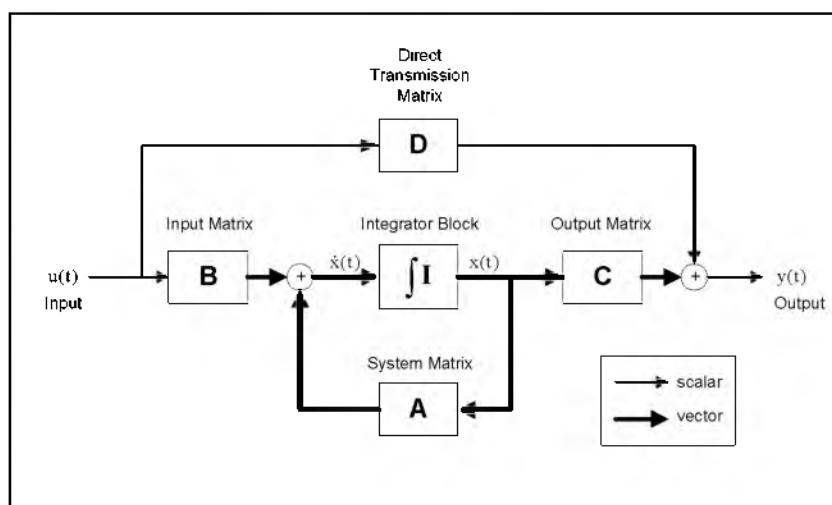 Direct
Transmission
Matrix
D
Input Matrix
Integrator Block
Output Matrix
u(t)
Input
B
+
ẋ(t)
∫I
x(t)
C
+
y(t)
Output
System Matrix
A
scalar
vector